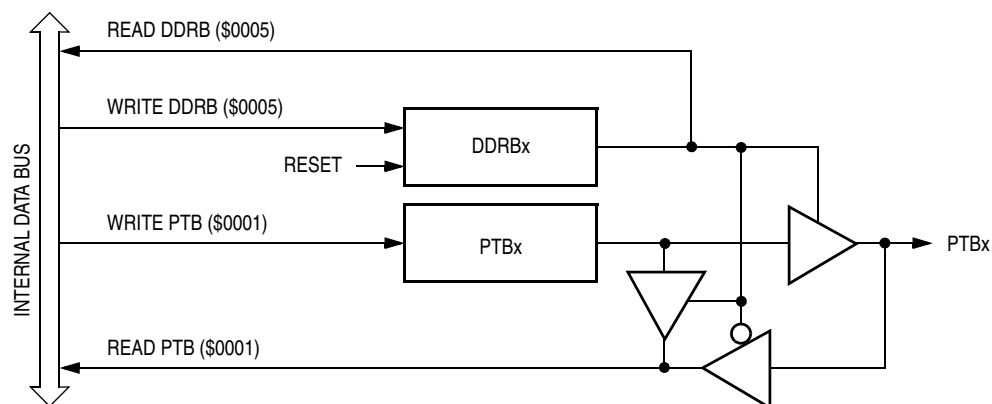 READ DDRB ($0005)
WRITE DDRB ($0005)
DDRBx
RESET
INTERNAL DATA BUS
WRITE PTB ($0001)
PTBx
PTBx
READ PTB ($0001)